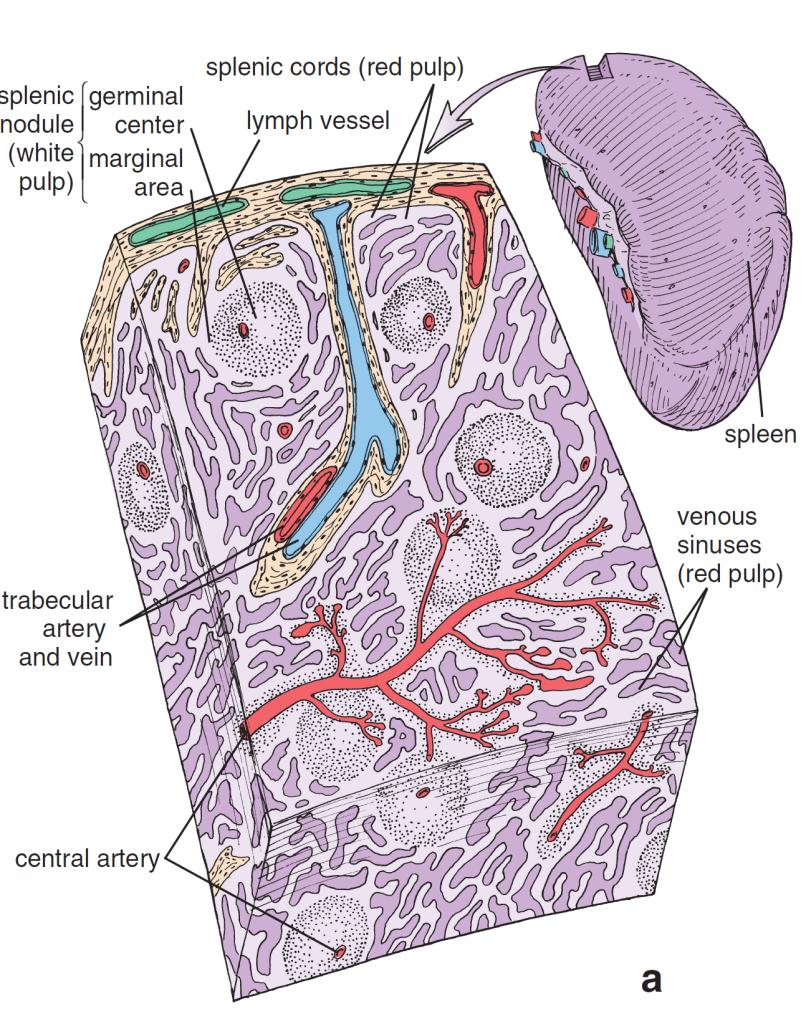 splenic cords (red pulp)
splenic
nodule
(white
pulp)
germinal
center
marginal
area
lymph vessel
spleen
venous
sinuses
(red pulp)
trabecular
artery
and vein
central artery
a